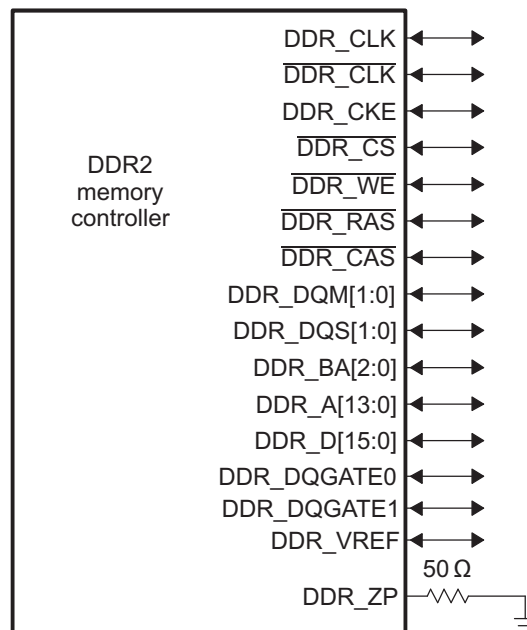 DDR_CLK
DDR_CLK
DDR_CKE
DDR_CS
DDR2
memory
controller
DDR_WE
DDR_RAS
DDR_CAS
DDR_DQM[1:0]
DDR_DQS[1:0]
DDR_BA[2:0]
DDR_A[13:0]
DDR_D[15:0]
DDR_DQGATE0
DDR_DQGATE1
DDR_VREF
50 Ω
DDR_ZP